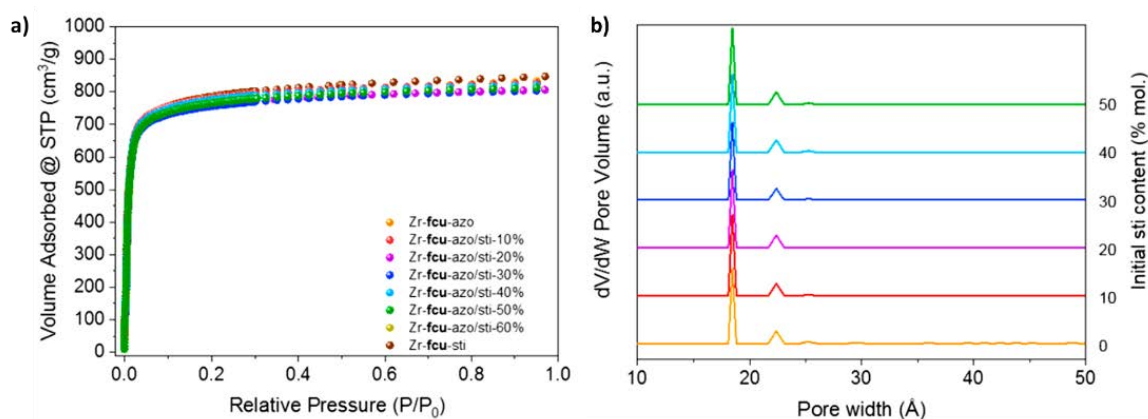 a)
Volume Adsorbed @ STP (cm³/g)
1000
900
800
700
600
500
400
300
200
100
0
Zr-fcu-azo
Zr-fcu-azo/sti-10%
Zr-fcu-azo/sti-20%
Zr-fcu-azo/sti-30%
Zr-fcu-azo/sti-40%
Zr-fcu-azo/sti-50%
Zr-fcu-azo/sti-60%
Zr-fcu-sti
0.0 0.2 0.4 0.6 0.8 1.0
Relative Pressure (P/P₀)
b)
dV/dW Pore Volume (a.u.)
50
40
30
20
10
0
Initial sti content (% mol.)
10 20 30 40 50
Pore width (Å)